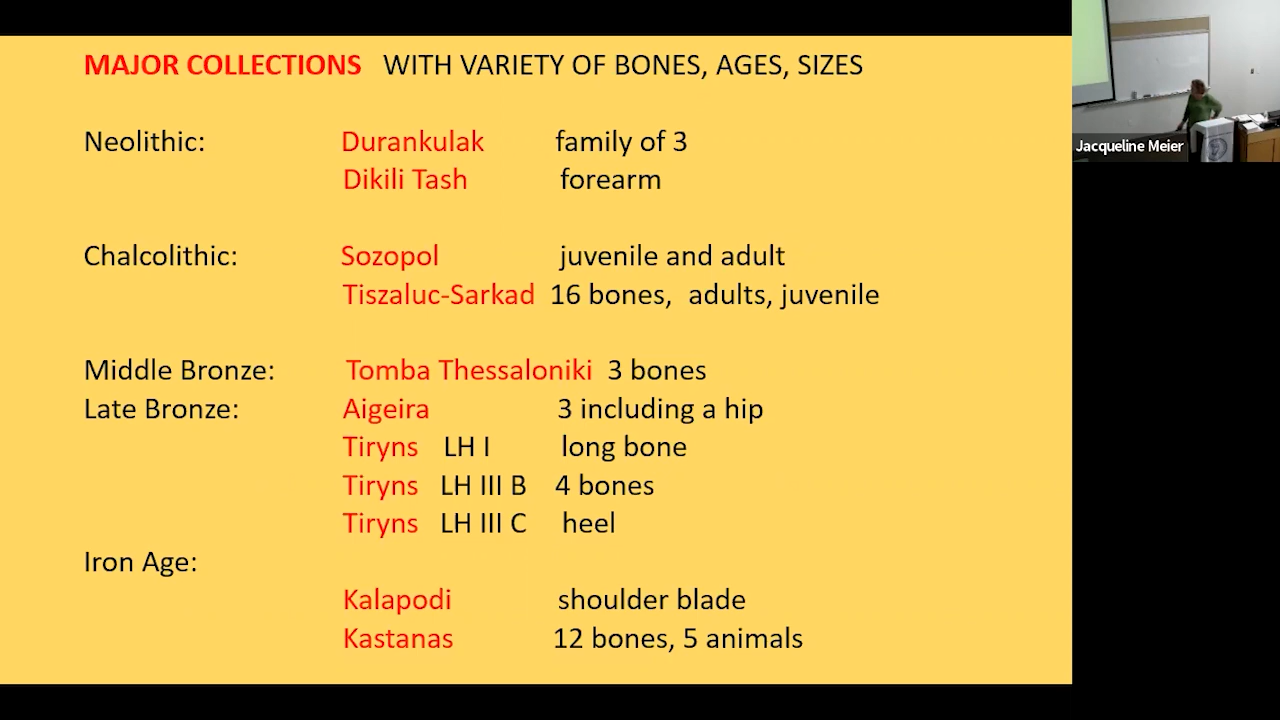 MAJOR COLLECTIONS WITH VARIETY OF BONES, AGES, SIZES
Neolithic: Durankulak family of 3
Dikili Tash forearm
Chalcolithic: Sozopol juvenile and adult
Tiszaluc-Sarkad 16 bones, adults, juvenile
Middle Bronze: Tomba Thessaloniki 3 bones
Late Bronze: Aigeira 3 including a hip
Tiryns LH I long bone
Tiryns LH III B 4 bones
Tiryns LH III C heel
Iron Age:
Kalapodi shoulder blade
Kastanas 12 bones, 5 animals
Jacqueline Meier